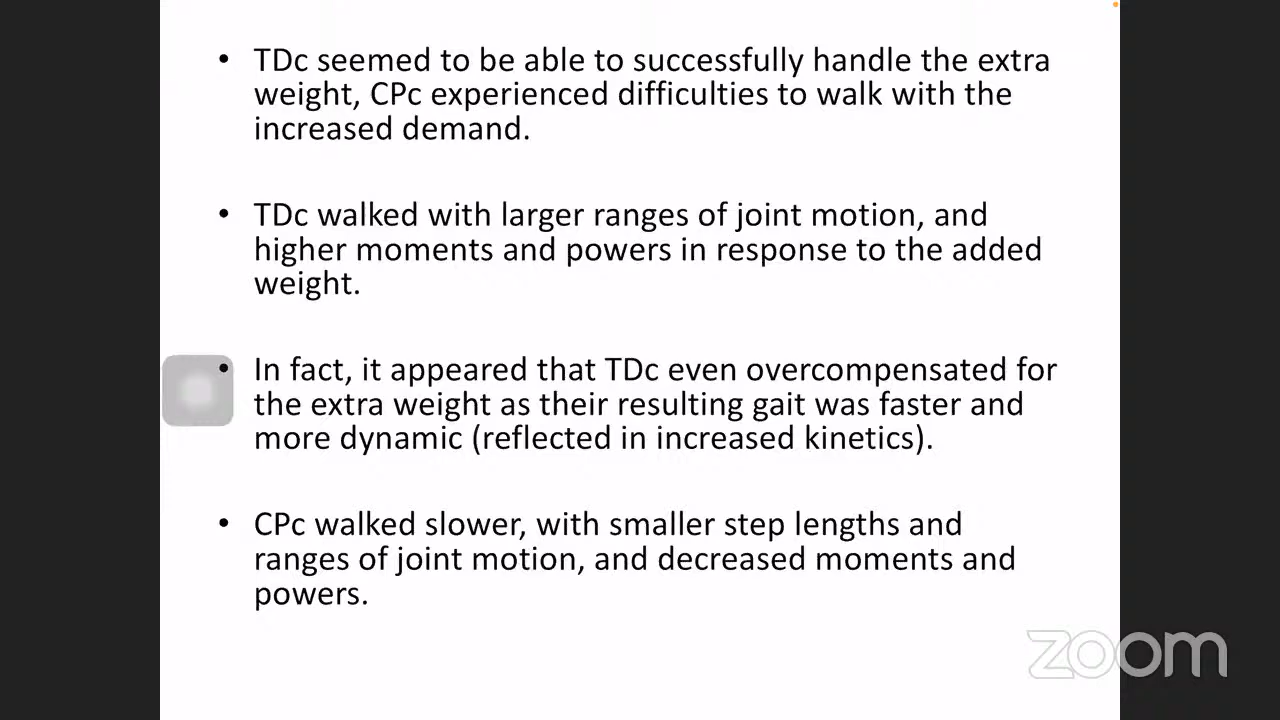 • TDc seemed to be able to successfully handle the extra
weight, CPc experienced difficulties to walk with the
increased demand.
• TDc walked with larger ranges of joint motion, and
higher moments and powers in response to the added
weight.
• In fact, it appeared that TDc even overcompensated for
the extra weight as their resulting gait was faster and
more dynamic (reflected in increased kinetics).
• CPc walked slower, with smaller step lengths and
ranges of joint motion, and decreased moments and
powers.
zoom